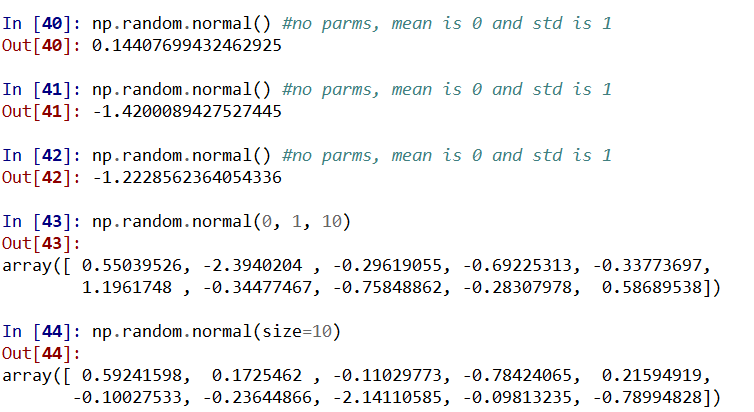 In [40]: np.random.normal() #no parms, mean is 0 and std is 1
Out[40]: 0.14407699432462925
In [41]: np.random.normal() #no parms, mean is 0 and std is 1
Out[41]: -1.4200089427527445
In [42]: np.random.normal() #no parms, mean is 0 and std is 1
Out[42]: -1.2228562364054336
In [43]: np.random.normal(0, 1, 10)
Out[43]:
array([ 0.55039526, -2.3940204 , -0.29619055, -0.69225313, -0.33773697,
        1.1961748 , -0.34477467, -0.75848862, -0.28307978,  0.58689538])
In [44]: np.random.normal(size=10)
Out[44]:
array([ 0.59241598,  0.1725462 , -0.11029773, -0.78424065,  0.21594919,
       -0.10027533, -0.23644866, -2.14110585, -0.09813235, -0.78994828])